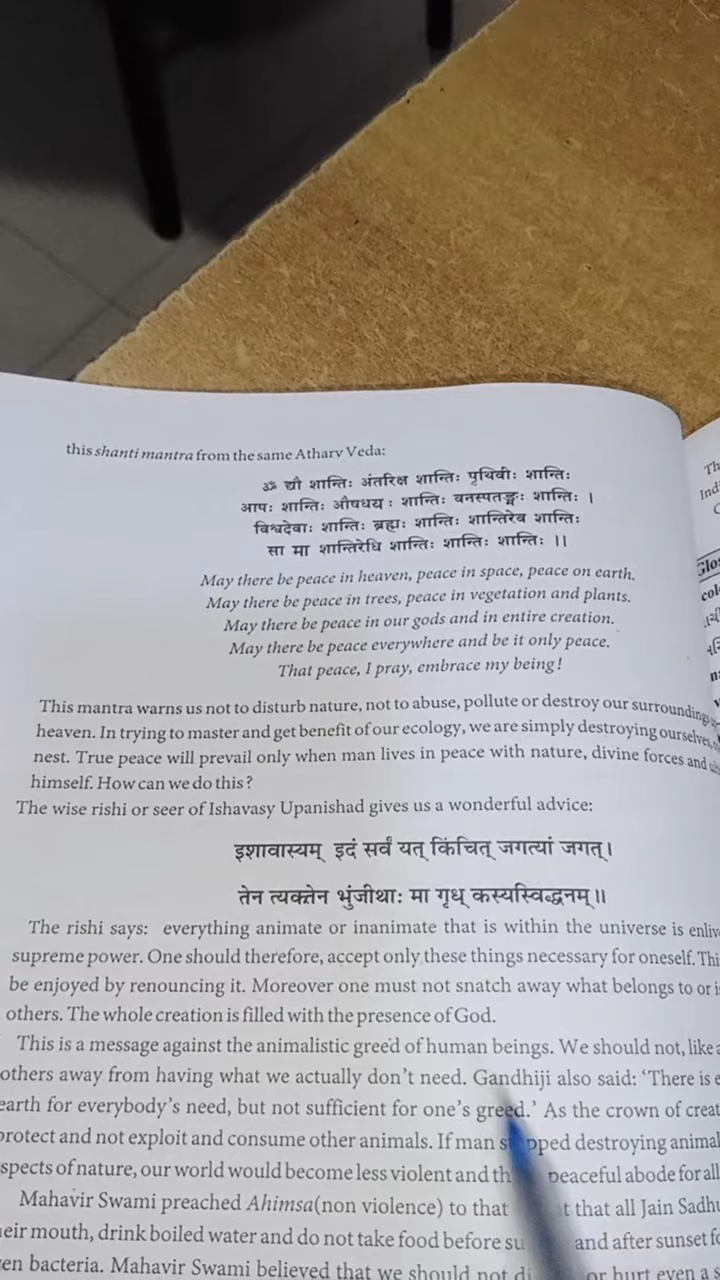 this shanti mantra from the same Atharv Veda:
ॐ द्यौ शान्तिः अंतरिक्ष शान्तिः पृथिवीः शान्तिः
आपः शान्तिः औषधयः शान्तिः वनस्पतङ्गः शान्तिः ।
विश्वदेवाः शान्तिः ब्रह्मः शान्तिः शान्तिरेव शान्तिः
सा मा शान्तिरेधि शान्तिः शान्तिः शान्तिः ।।
May there be peace in heaven, peace in space, peace on earth.
May there be peace in trees, peace in vegetation and plants.
May there be peace in our gods and in entire creation.
May there be peace everywhere and be it only peace.
That peace, I pray, embrace my being!
This mantra warns us not to disturb nature, not to abuse, pollute or destroy our surrounding
heaven. In trying to master and get benefit of our ecology, we are simply destroying ourselves,
nest. True peace will prevail only when man lives in peace with nature, divine forces and
himself. How can we do this?
The wise rishi or seer of Ishavasy Upanishad gives us a wonderful advice:
इशावास्यम् इदं सर्वं यत् किंचित् जगत्यां जगत्।
तेन त्यक्तेन भुंजीथाः मा गृध् कस्यस्विद्धनम्॥
The rishi says: everything animate or inanimate that is within the universe is enliv
supreme power. One should therefore, accept only these things necessary for oneself. Thi
be enjoyed by renouncing it. Moreover one must not snatch away what belongs to or i
others. The whole creation is filled with the presence of God.
This is a message against the animalistic greed of human beings. We should not, like a
others away from having what we actually don't need. Gandhiji also said: 'There is e
earth for everybody's need, but not sufficient for one's greed.' As the crown of creat
protect and not exploit and consume other animals. If man st pped destroying animal
spects of nature, our world would become less violent and th peaceful abode for all
Mahavir Swami preached Ahimsa(non violence) to that t that all Jain Sadhu
eir mouth, drink boiled water and do not take food before su and after sunset fo
en bacteria. Mahavir Swami believed that we should not di or hurt even a s
Th
Ind
Glos
col